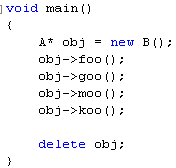 void main()
{
A* obj = new B();
obj->foo();
obj->goo();
obj->moo();
obj->koo();
delete obj;
}